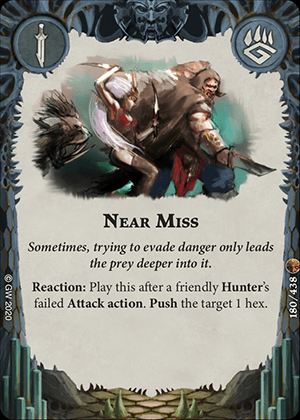 NEAR MISS
Sometimes, trying to evade danger only leads
the prey deeper into it.
Reaction: Play this after a friendly Hunter's
failed Attack action. Push the target 1 hex.
© GW 2020
180/438